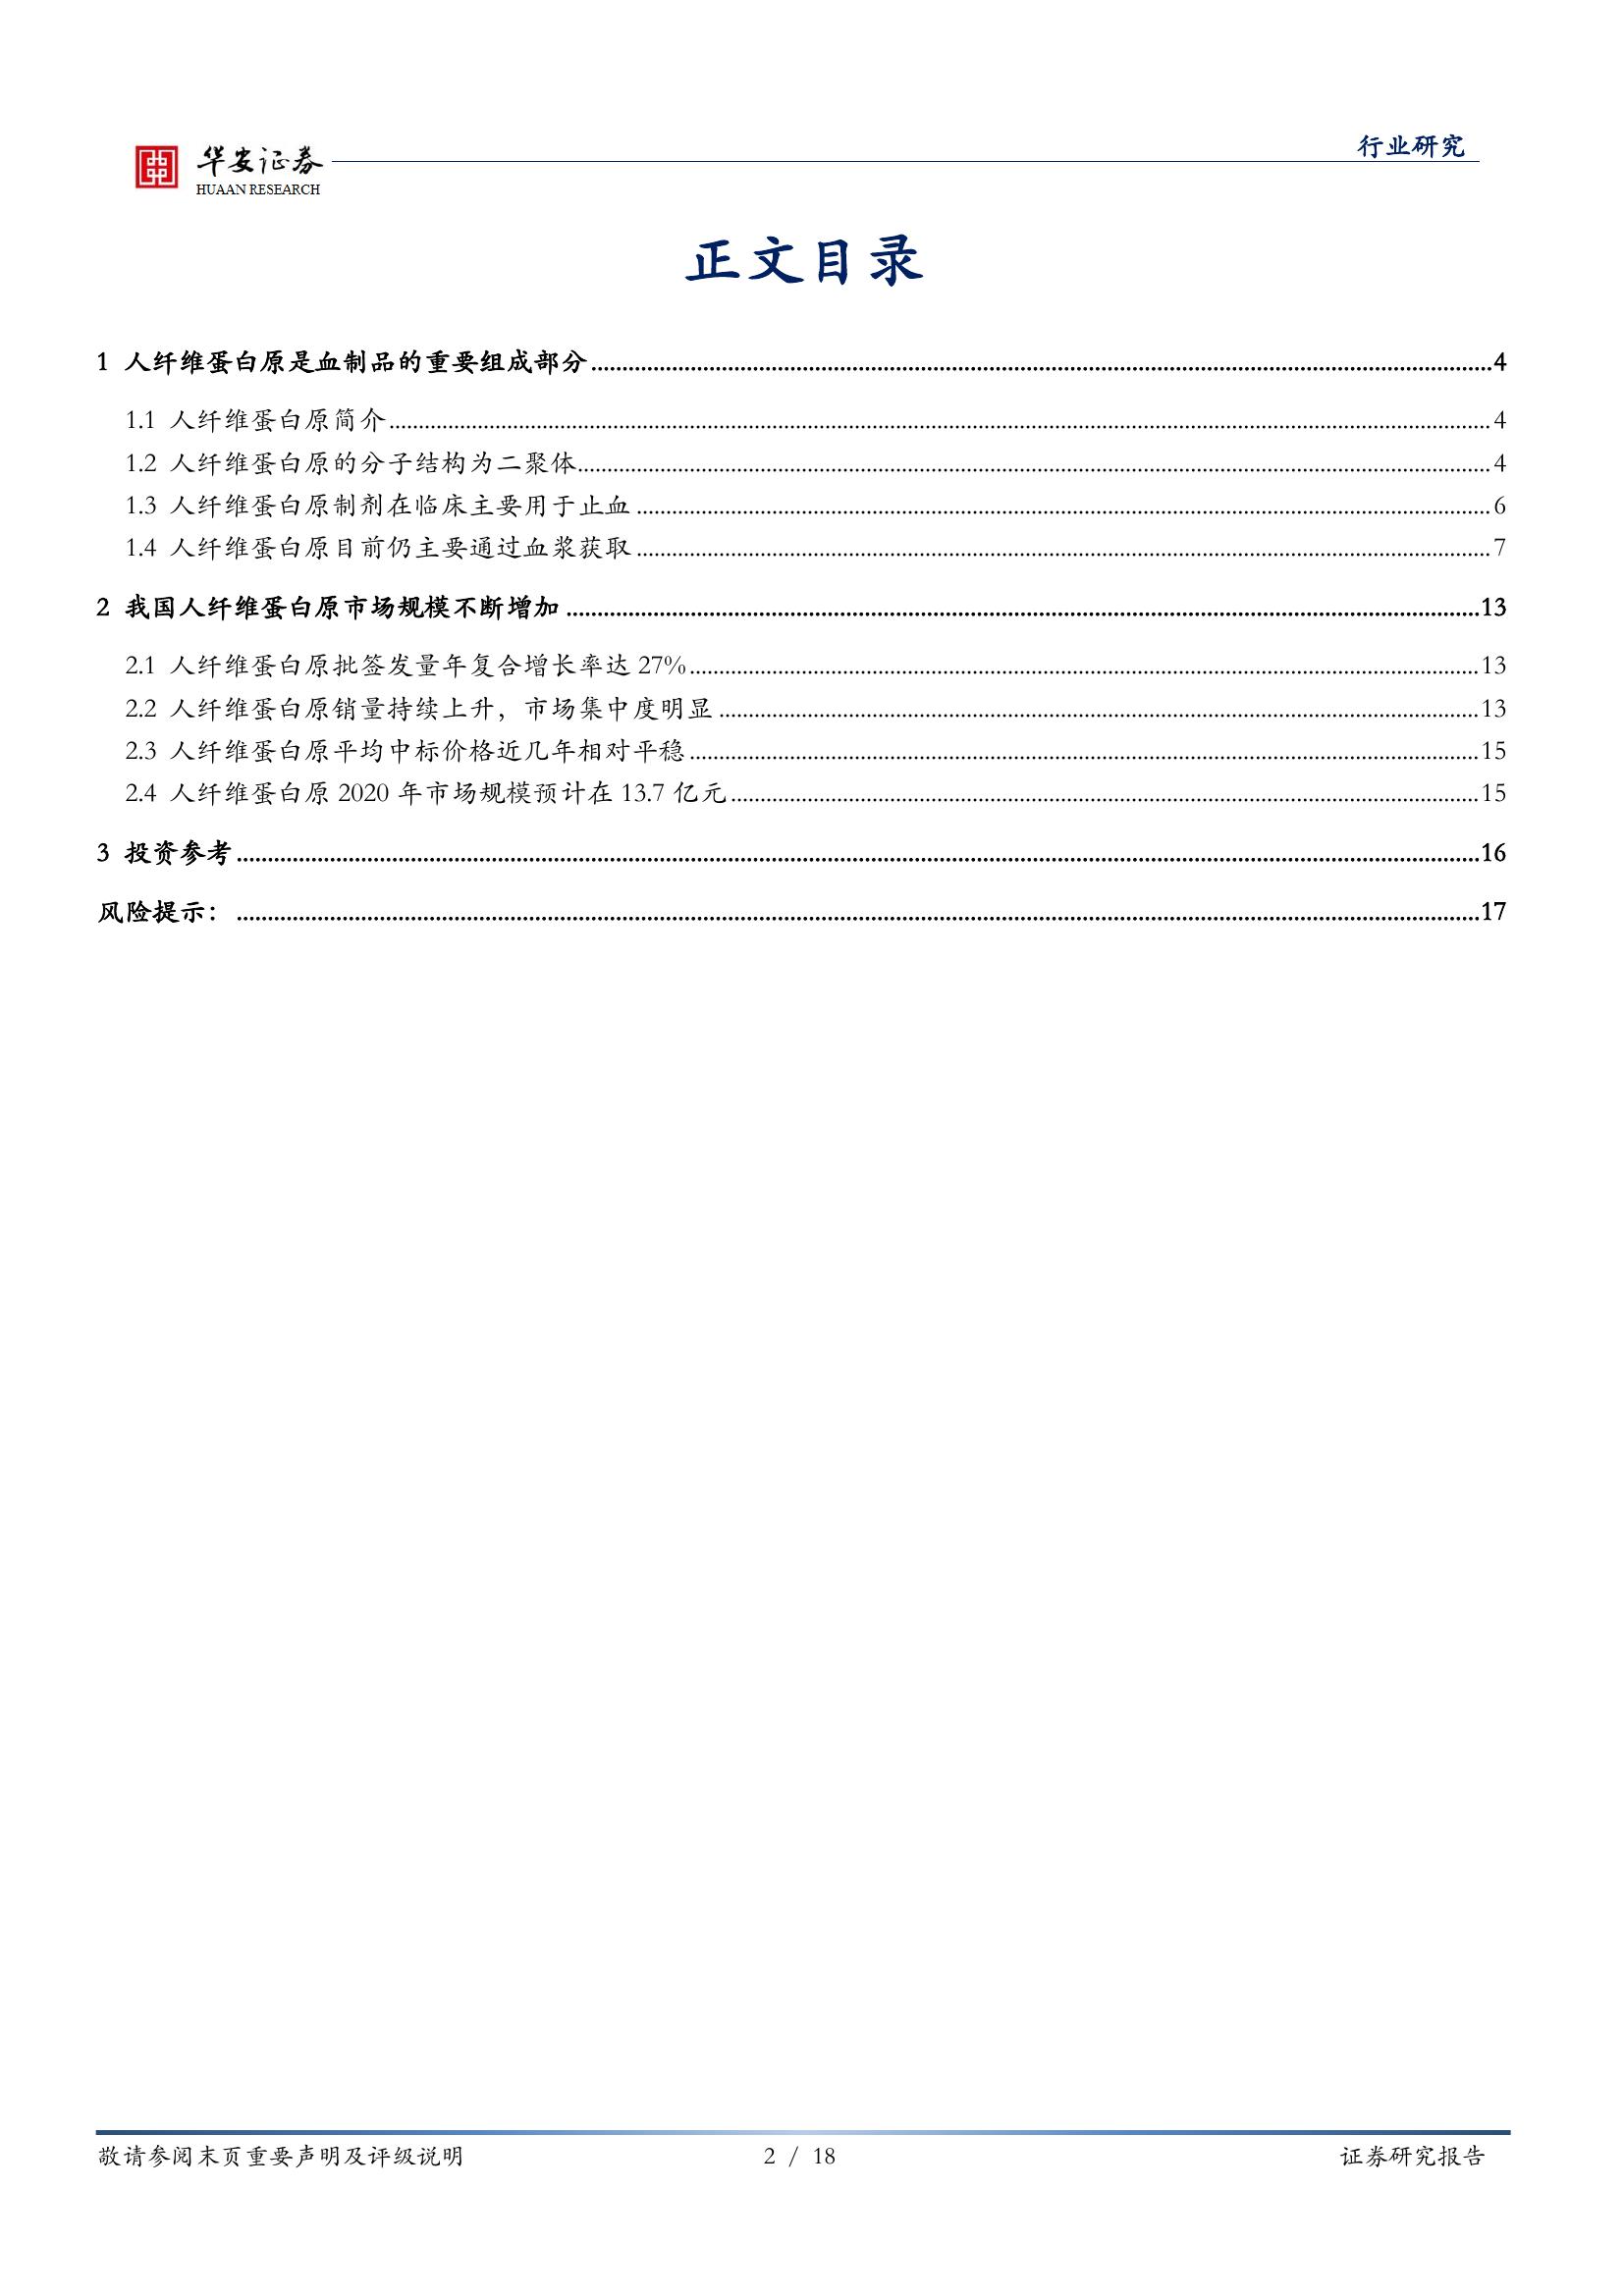 华安证券
HUAAN RESEARCH
行业研究
正文目录
1 人纤维蛋白原是血制品的重要组成部分 4
1.1 人纤维蛋白原简介 4
1.2 人纤维蛋白原的分子结构为二聚体 4
1.3 人纤维蛋白原制剂在临床主要用于止血 6
1.4 人纤维蛋白原目前仍主要通过血浆获取 7
2 我国人纤维蛋白原市场规模不断增加 13
2.1 人纤维蛋白原批签发量年复合增长率达 27% 13
2.2 人纤维蛋白原销量持续上升，市场集中度明显 13
2.3 人纤维蛋白原平均中标价格近几年相对平稳 15
2.4 人纤维蛋白原 2020 年市场规模预计在 13.7 亿元 15
3 投资参考 16
风险提示： 17
敬请参阅末页重要声明及评级说明 2 / 18 证券研究报告